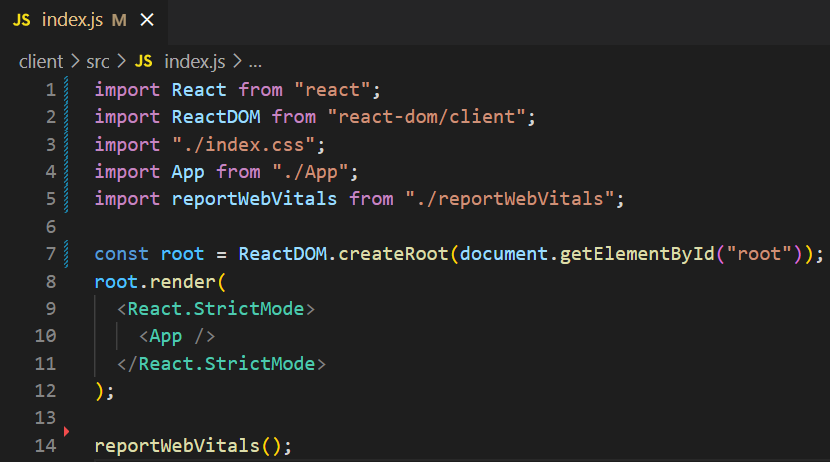 JS index.js M ×
client > src > JS index.js > ...
1 import React from "react";
2 import ReactDOM from "react-dom/client";
3 import "./index.css";
4 import App from "./App";
5 import reportWebVitals from "./reportWebVitals";
6
7 const root = ReactDOM.createRoot(document.getElementById("root"));
8 root.render(
9   <React.StrictMode>
10     <App />
11   </React.StrictMode>
12 );
13
14 reportWebVitals();